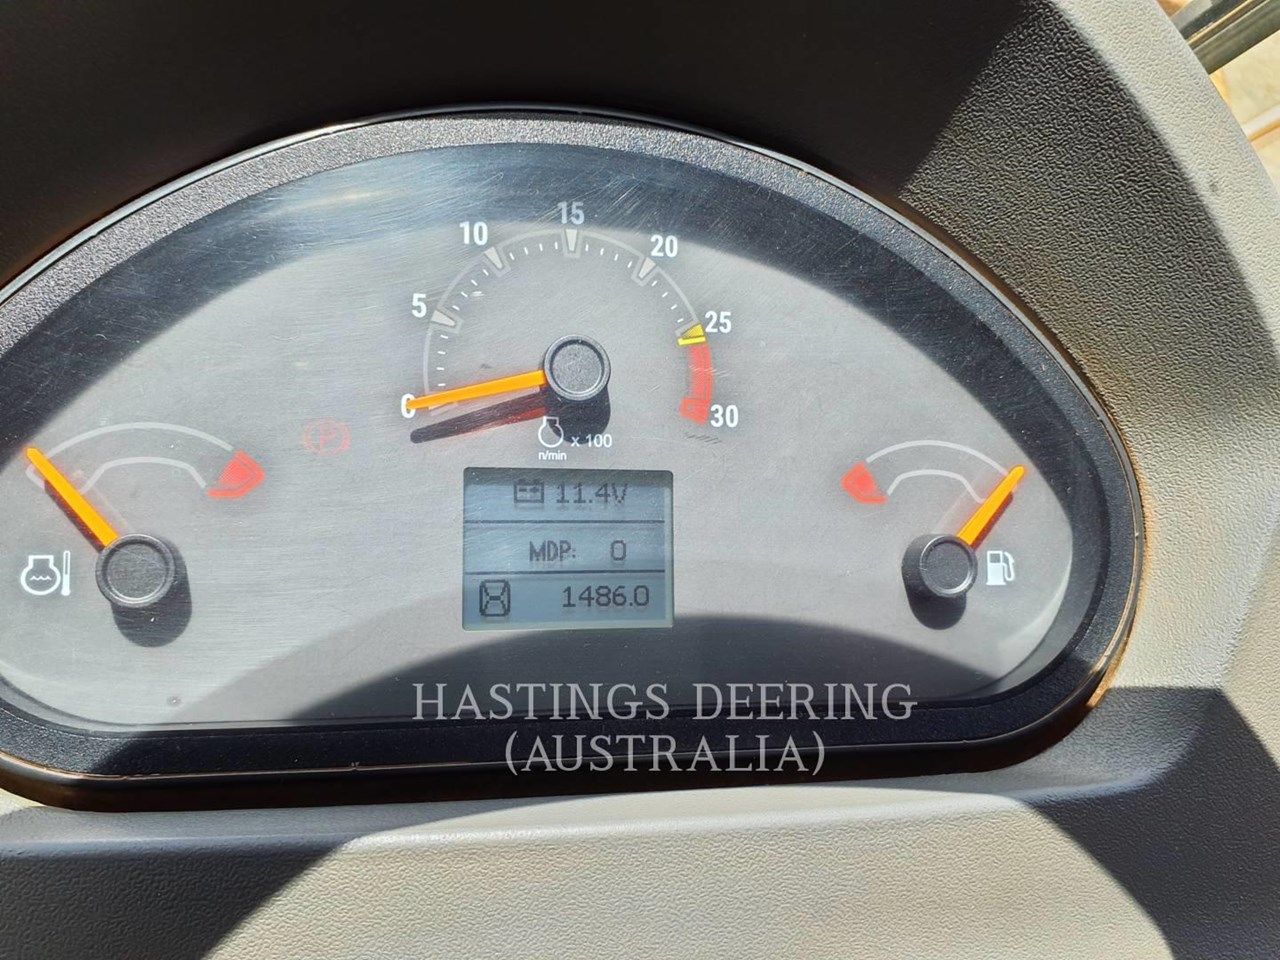 15
10
20
5
25
0
30
x 100
n/min
(P)
11.4V
MDP: 0
1486.0
HASTINGS DEERING
(AUSTRALIA)